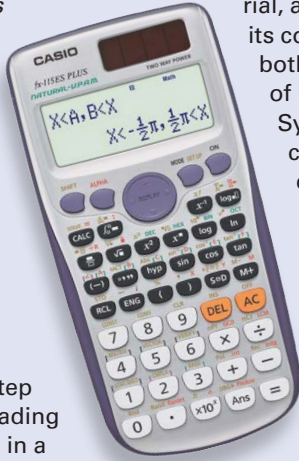 s
rial, a
its co
both
of
Sy
c
CASIO
fx-115ES PLUS
TWO WAY POWER
NATURAL-V.P.A.M.
Math
X<A,B<X
X<-1/2π,1/2π<X
SHIFT ALPHA MODE SETUP ON
REPLAY
CALC x⁻¹
x² log ln
(−) hyp sin cos tan
RCL ENG ( ) S⇔D M+
7 8 9 DEL AC
4 5 6 × ÷
1 2 3 + −
0 · ×10ˣ Ans =
tep
ading
in a